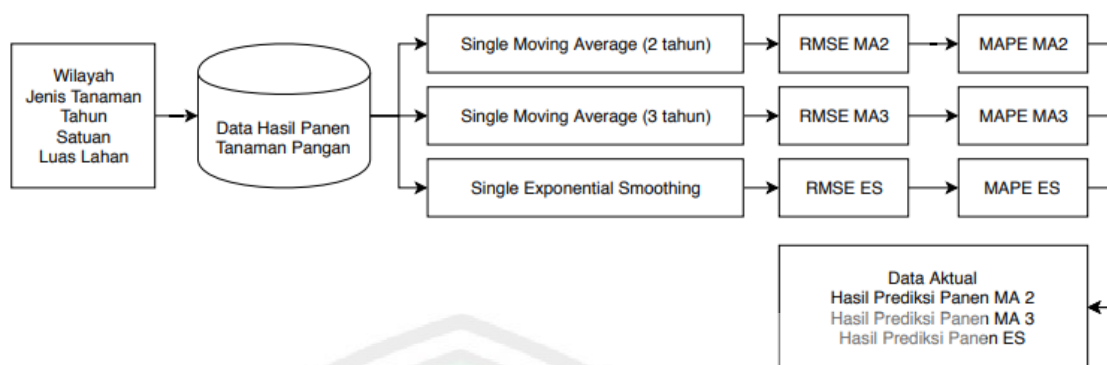 Wilayah
Jenis Tanaman
Tahun
Satuan
Luas Lahan
Data Hasil Panen
Tanaman Pangan
Single Moving Average (2 tahun)
RMSE MA2
MAPE MA2
Single Moving Average (3 tahun)
RMSE MA3
MAPE MA3
Single Exponential Smoothing
RMSE ES
MAPE ES
Data Aktual
Hasil Prediksi Panen MA 2
Hasil Prediksi Panen MA 3
Hasil Prediksi Panen ES